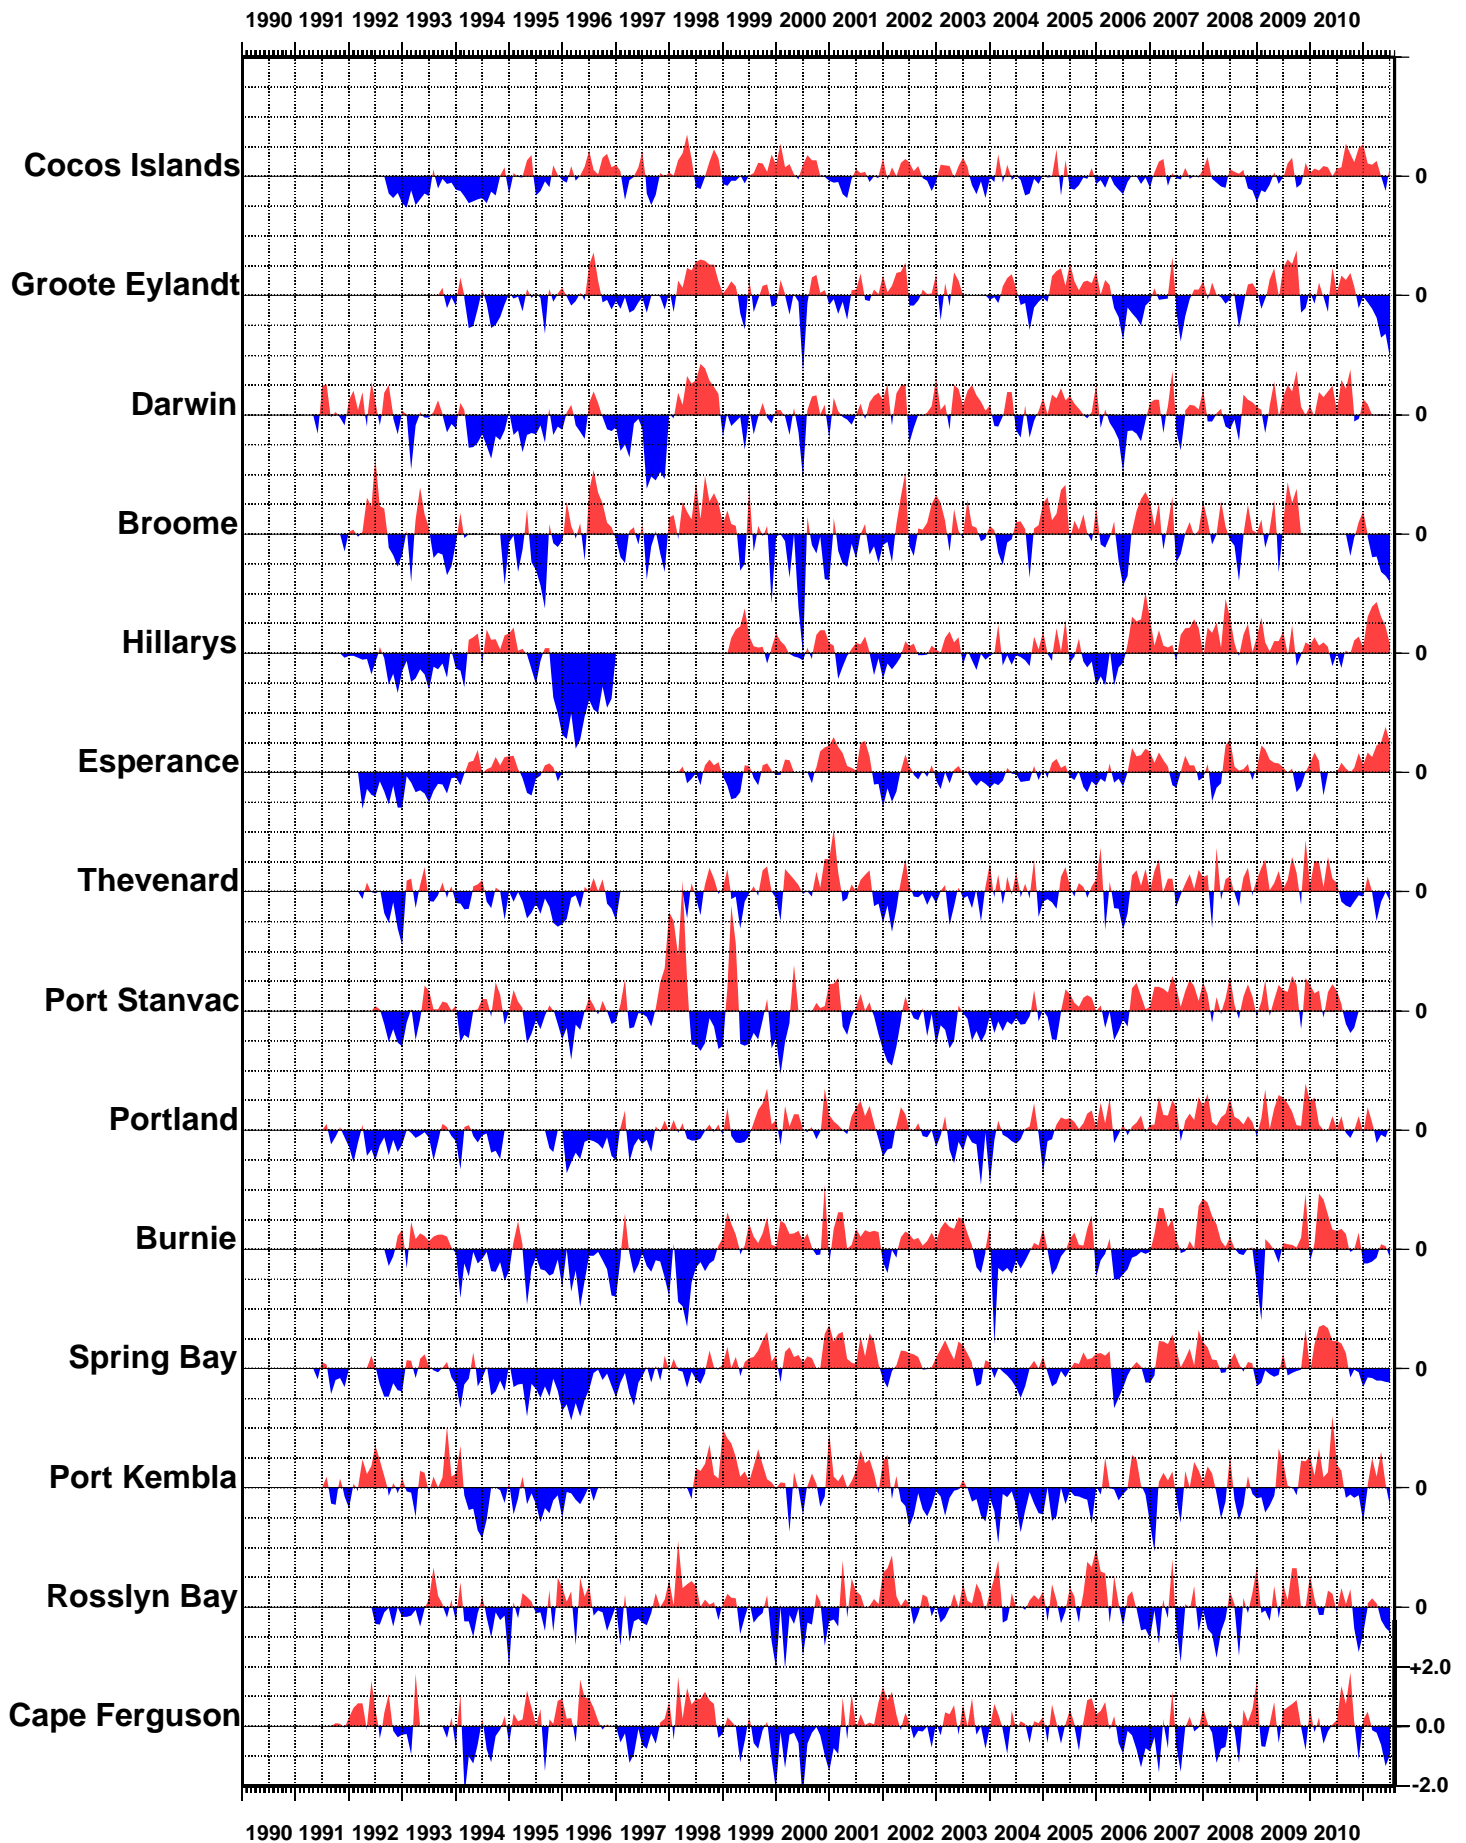 1990 1991 1992 1993 1994 1995 1996 1997 1998 1999 2000 2001 2002 2003 2004 2005 2006 2007 2008 2009 2010
Cocos Islands 0
Groote Eylandt 0
Darwin 0
Broome 0
Hillarys 0
Esperance 0
Thevenard 0
Port Stanvac 0
Portland 0
Burnie 0
Spring Bay 0
Port Kembla 0
Rosslyn Bay 0
+2.0
Cape Ferguson 0.0
-2.0
1990 1991 1992 1993 1994 1995 1996 1997 1998 1999 2000 2001 2002 2003 2004 2005 2006 2007 2008 2009 2010